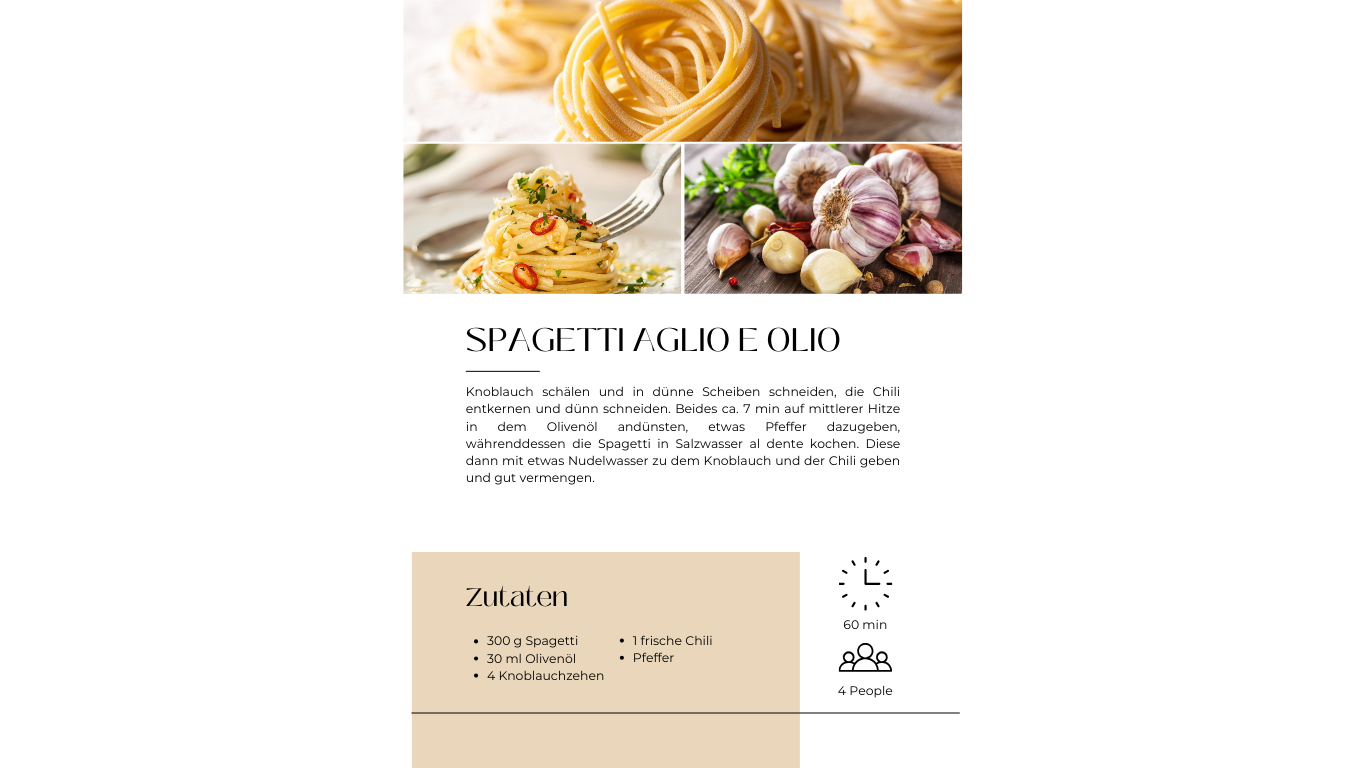 SPAGETTI AGLIO E OLIO
Knoblauch schälen und in dünne Scheiben schneiden, die Chili
entkernen und dünn schneiden. Beides ca. 7 min auf mittlerer Hitze
in dem Olivenöl andünsten, etwas Pfeffer dazugeben,
währenddessen die Spagetti in Salzwasser al dente kochen. Diese
dann mit etwas Nudelwasser zu dem Knoblauch und der Chili geben
und gut vermengen.
Zutaten
• 300 g Spagetti
• 30 ml Olivenöl
• 4 Knoblauchzehen
• 1 frische Chili
• Pfeffer
60 min
4 People